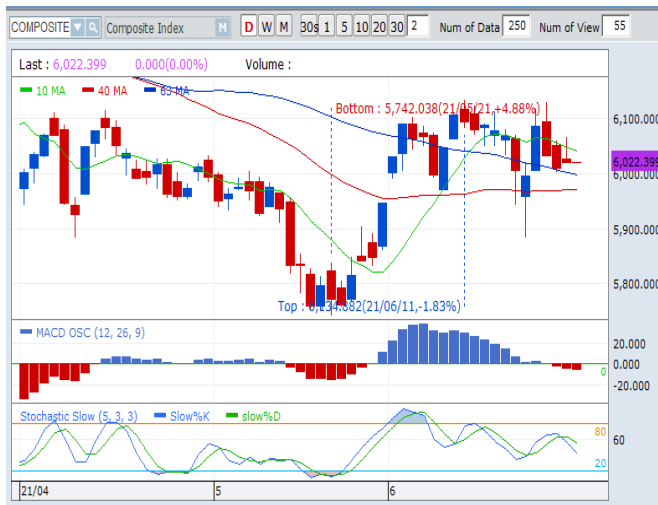 COMPOSITE Composite Index M D W M 30s 1 5 10 20 30 2 Num of Data 250 Num of View 55
Last : 6,022.399 0.000(0.00%) Volume :
10 MA 40 MA 83 MA
Bottom : 5,742.038(21/05/21,+4.88%)
6,100.000
6,022.399
6,000.000
5,900.000
5,800.000
Top : 6,134.882(21/06/11,-1.83%)
MACD OSC (12, 26, 9)
20.000
0.000
0
-20.000
Stochastic Slow (5, 3, 3) Slow%K slow%D
80
60
20
21/04 5 6